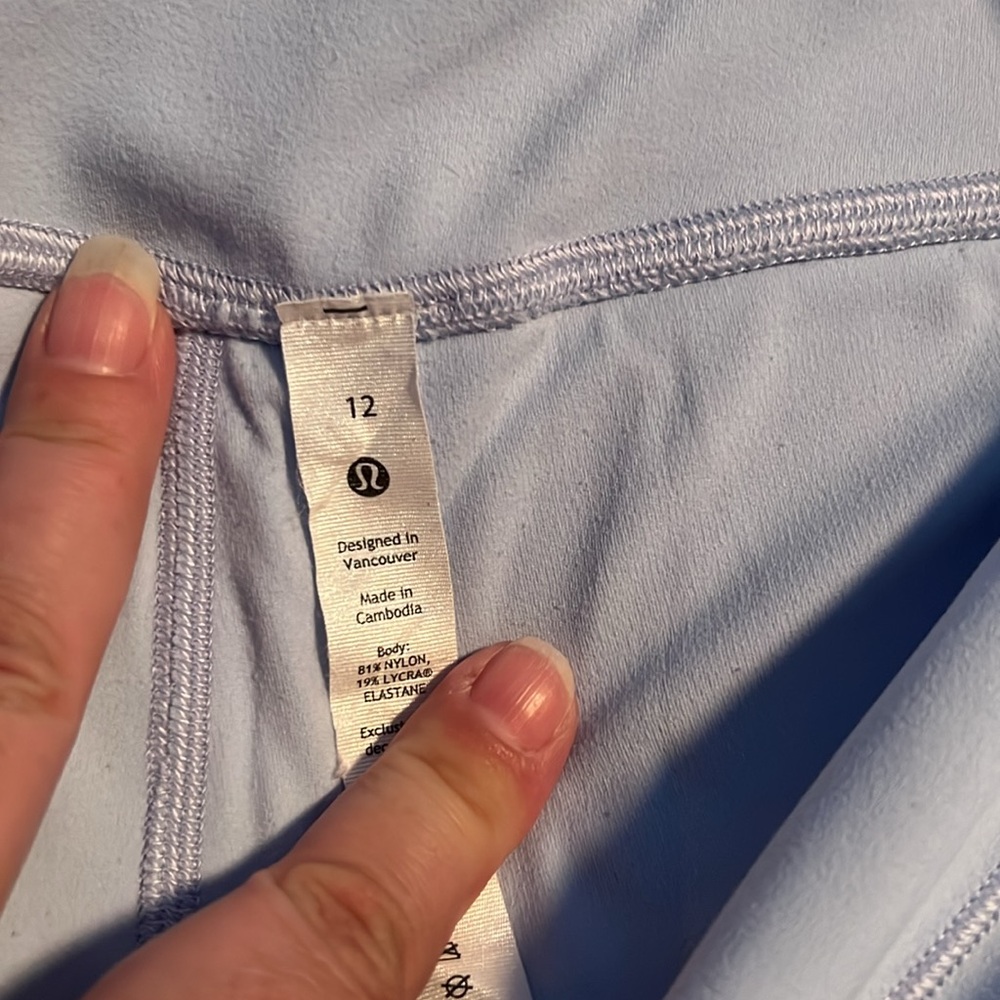 12
Designed in
Vancouver
Made in
Cambodia
Body:
81% NYLON,
19% LYCRA®
ELASTANE